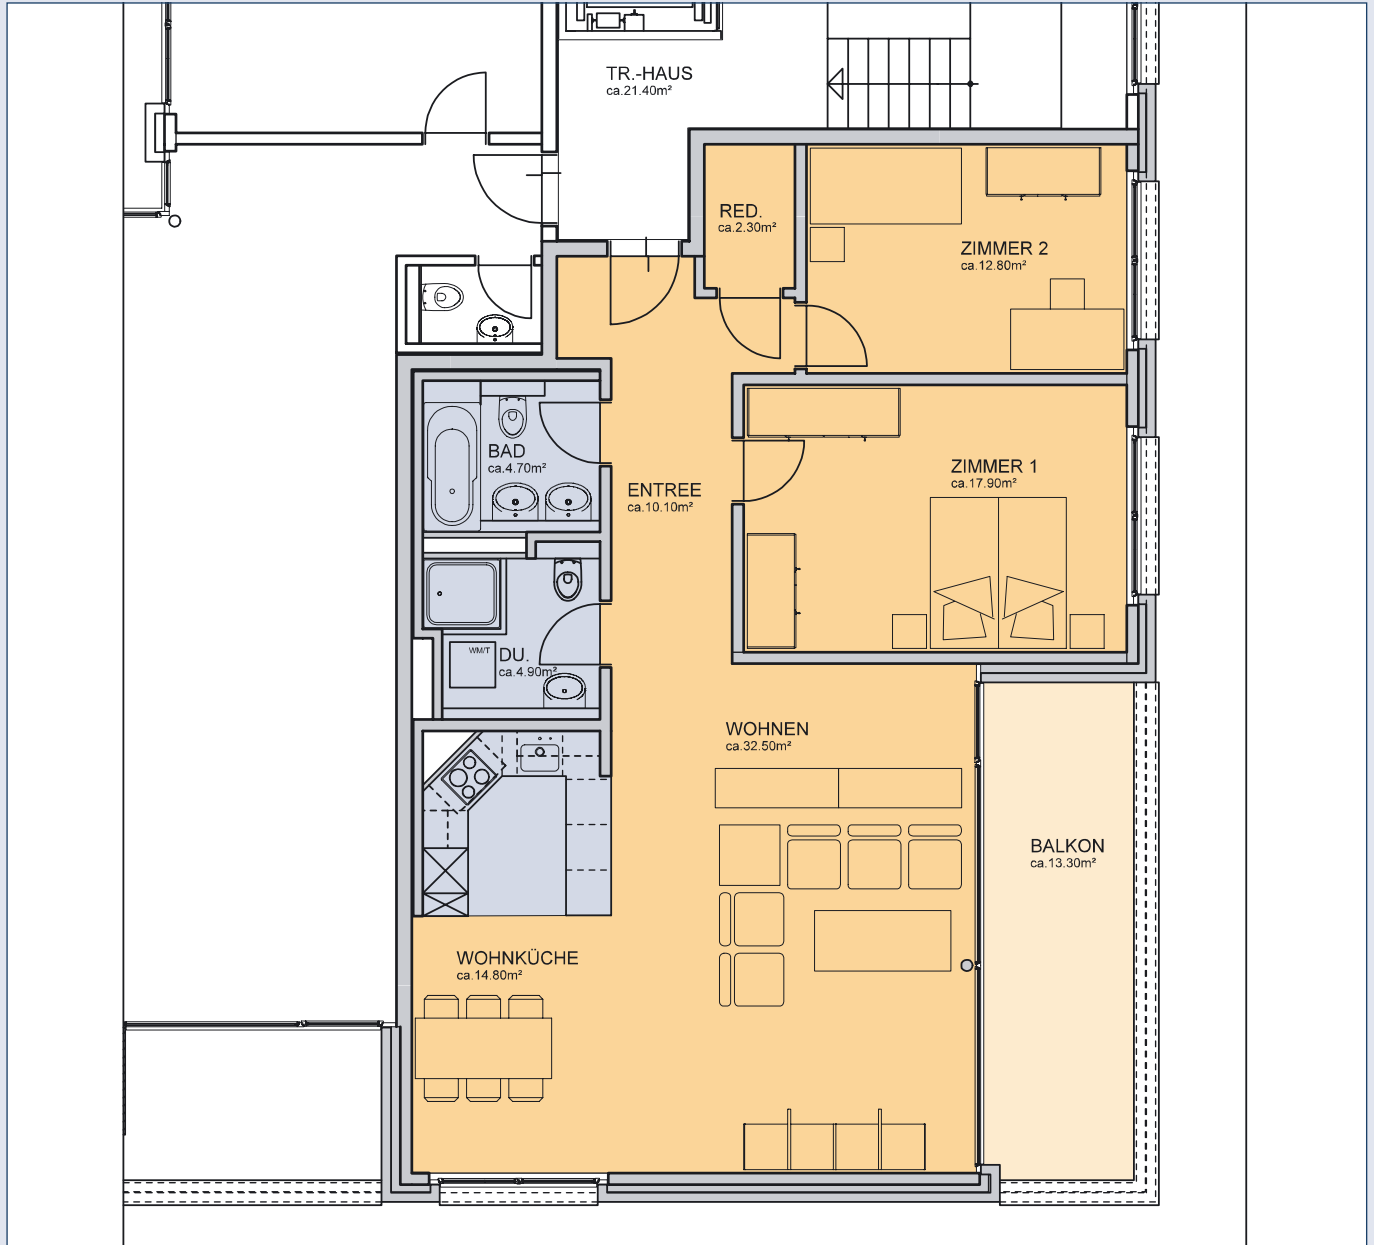 TR.-HAUS
ca.21.40m²
RED.
ca.2.30m²
ZIMMER 2
ca.12.80m²
BAD
ca.4.70m²
ENTREE
ca.10.10m²
ZIMMER 1
ca.17.90m²
WM/T
DU.
ca.4.90m²
WOHNEN
ca.32.50m²
BALKON
ca.13.30m²
WOHNKÜCHE
ca.14.80m²